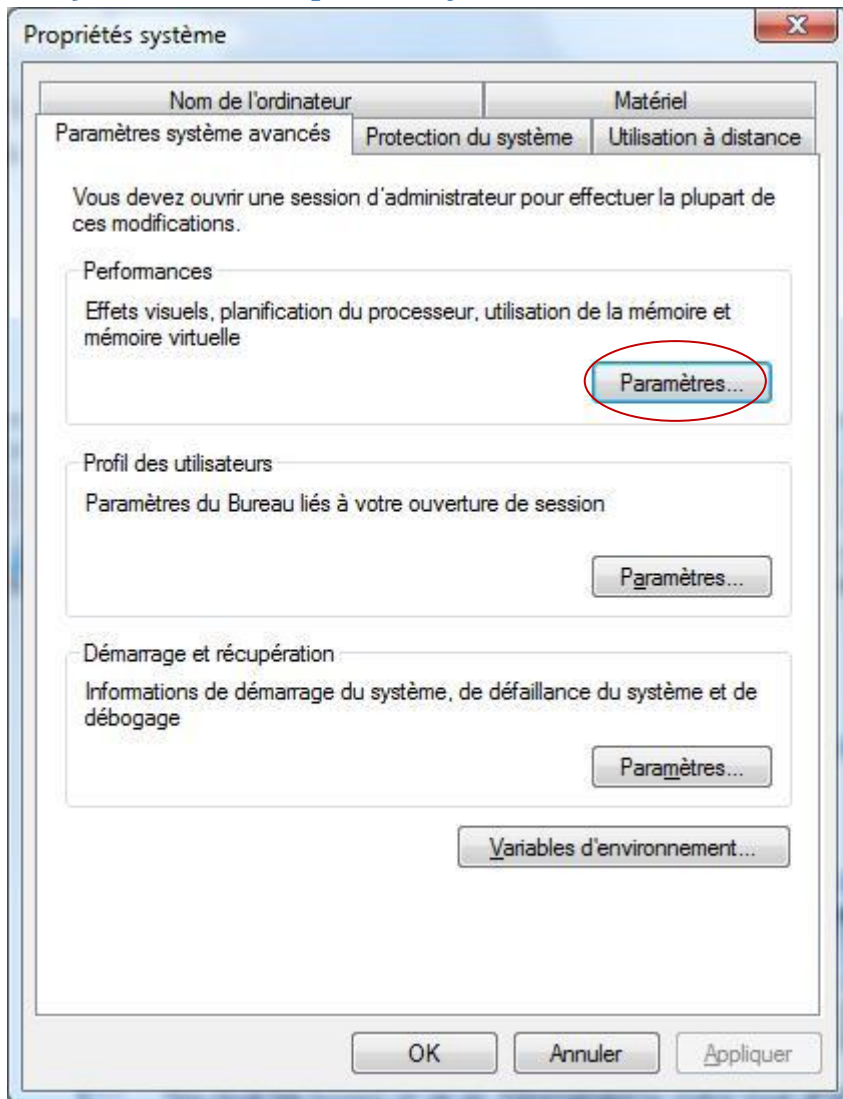 Propriétés système
Nom de l'ordinateur
Matériel
Paramètres système avancés
Protection du système
Utilisation à distance
Vous devez ouvrir une session d'administrateur pour effectuer la plupart de
ces modifications.
Performances
Effets visuels, planification du processeur, utilisation de la mémoire et
mémoire virtuelle
Paramètres...
Profil des utilisateurs
Paramètres du Bureau liés à votre ouverture de session
Paramètres...
Démarrage et récupération
Informations de démarrage du système, de défaillance du système et de
débogage
Paramètres...
Variables d'environnement...
OK
Annuler
Appliquer